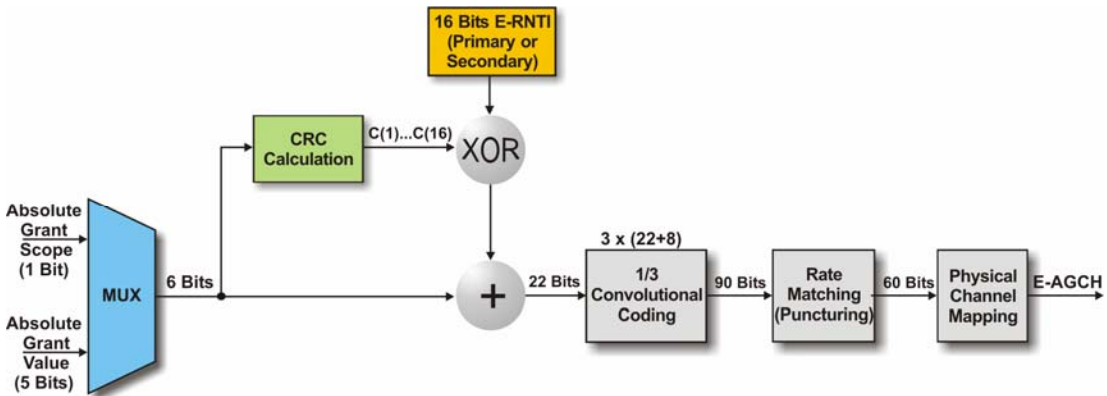 16 Bits E-RNTI
(Primary or
Secondary)
CRC
Calculation
C(1)...C(16)
XOR
Absolute
Grant
Scope
(1 Bit)
MUX
6 Bits
Absolute
Grant
Value
(5 Bits)
+
22 Bits
3 x (22+8)
1/3
Convolutional
Coding
90 Bits
Rate
Matching
(Puncturing)
60 Bits
Physical
Channel
Mapping
E-AGCH